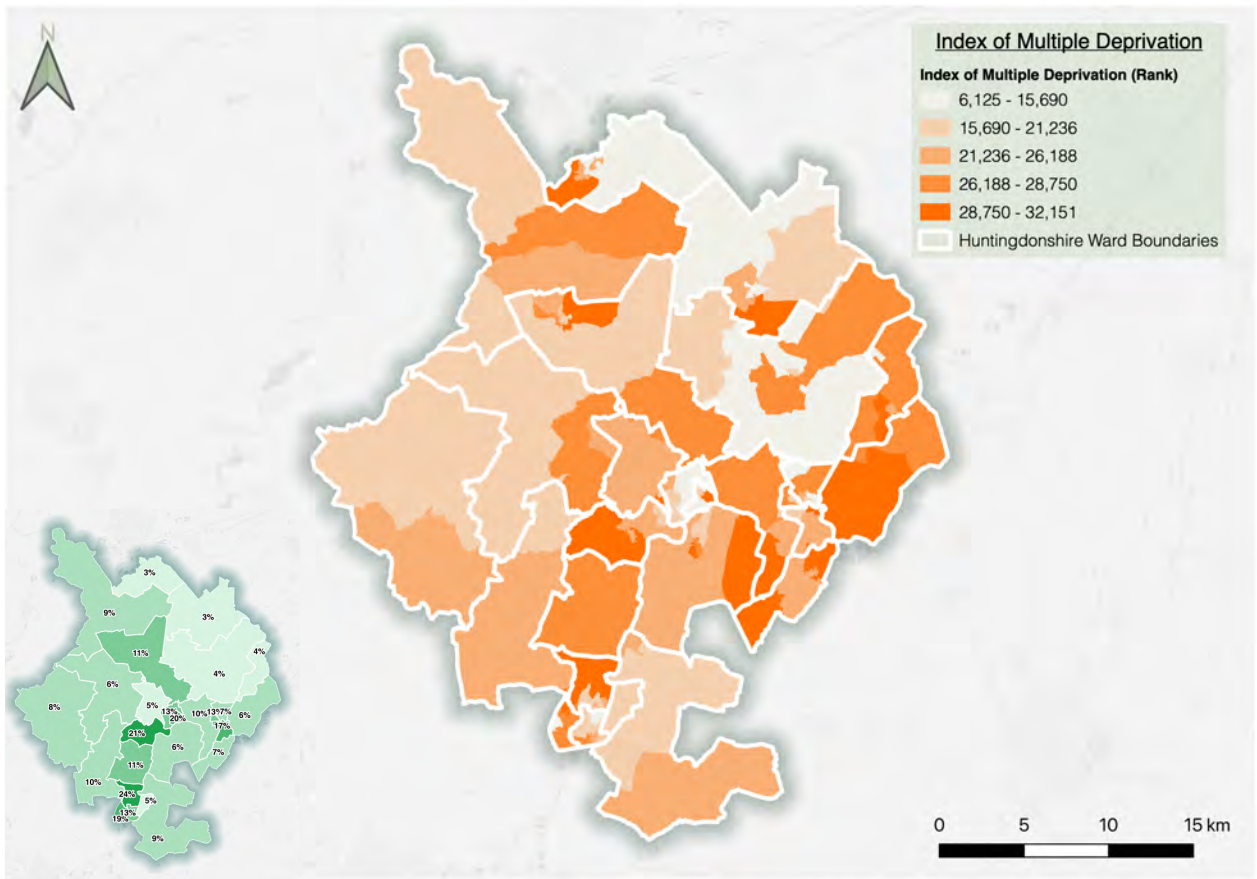 N
Index of Multiple Deprivation
Index of Multiple Deprivation (Rank)
6,125 - 15,690
15,690 - 21,236
21,236 - 26,188
26,188 - 28,750
28,750 - 32,151
Huntingdonshire Ward Boundaries
3%
9%
3%
11%
4%
4%
6%
8%
5%
13%
20%
10%
13%
7%
6%
17%
21%
6%
7%
11%
10%
24%
5%
13%
19%
9%
0 5 10 15 km